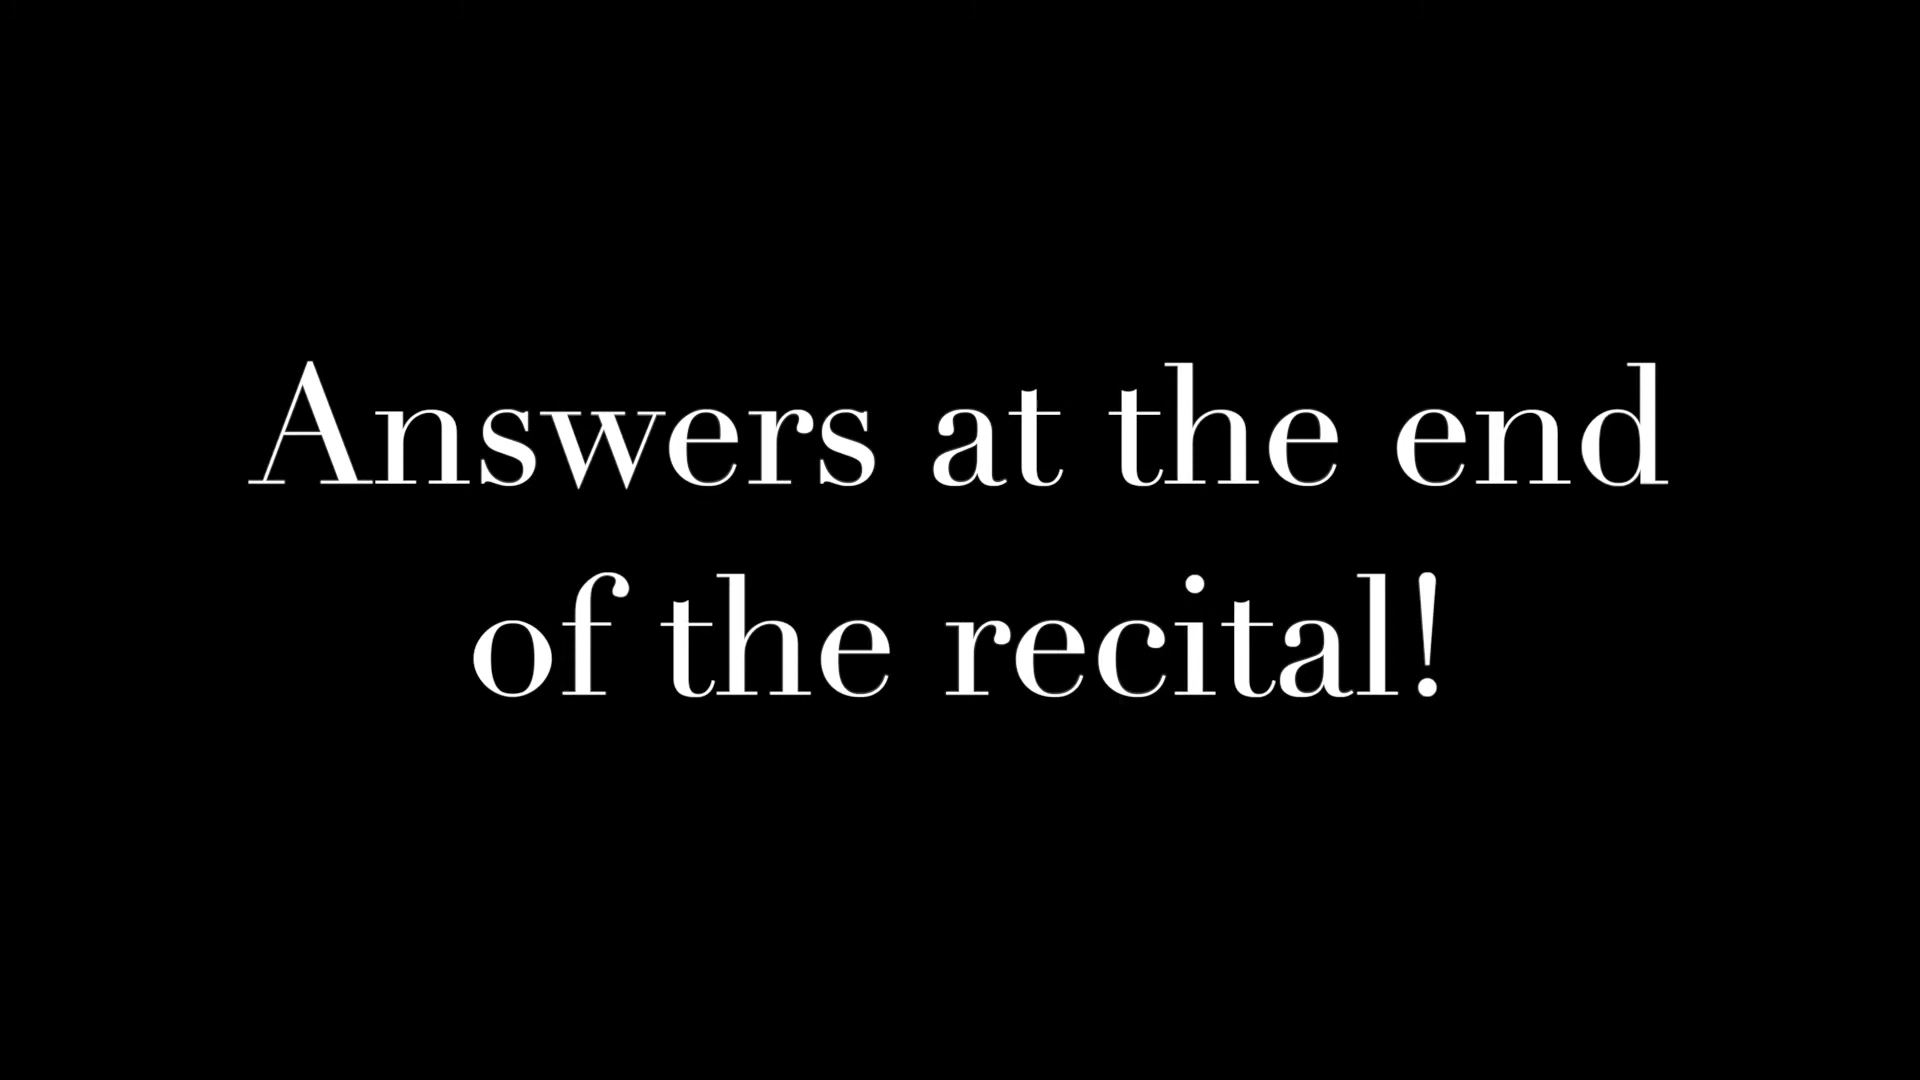 Answers at the end
of the recital!